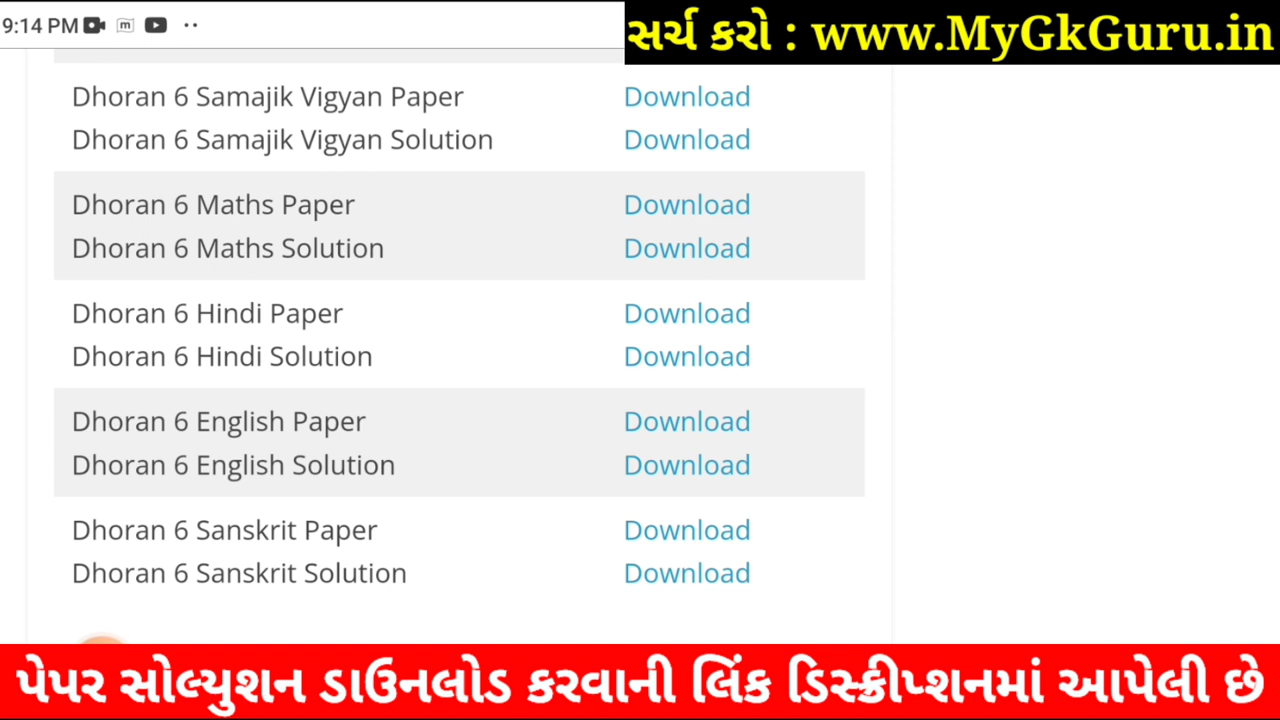 9:14 PM
સર્ચ કરો : www.MyGkGuru.in
Dhoran 6 Samajik Vigyan Paper Download
Dhoran 6 Samajik Vigyan Solution Download
Dhoran 6 Maths Paper Download
Dhoran 6 Maths Solution Download
Dhoran 6 Hindi Paper Download
Dhoran 6 Hindi Solution Download
Dhoran 6 English Paper Download
Dhoran 6 English Solution Download
Dhoran 6 Sanskrit Paper Download
Dhoran 6 Sanskrit Solution Download
પેપર સોલ્યુશન ડાઉનલોડ કરવાની લિંક ડિસ્ક્રીપ્શનમાં આપેલી છે